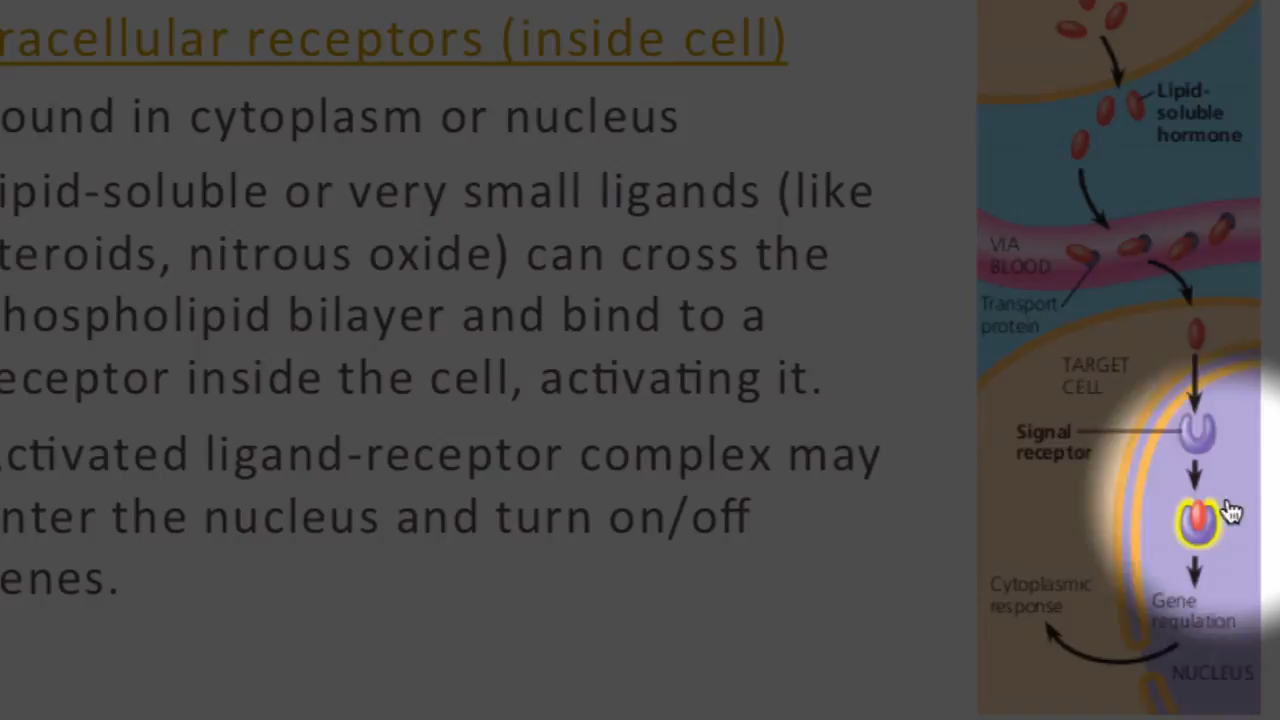 racellular receptors (inside cell)
ound in cytoplasm or nucleus
ipid-soluble or very small ligands (like
teroids, nitrous oxide) can cross the
hospholipid bilayer and bind to a
eceptor inside the cell, activating it.
ctivated ligand-receptor complex may
nter the nucleus and turn on/off
enes.
Lipid-
soluble
hormone
VIA
BLOOD
Transport
protein
TARGET
CELL
Signal
receptor
Cytoplasmic
response
Gene
regulation
NUCLEUS